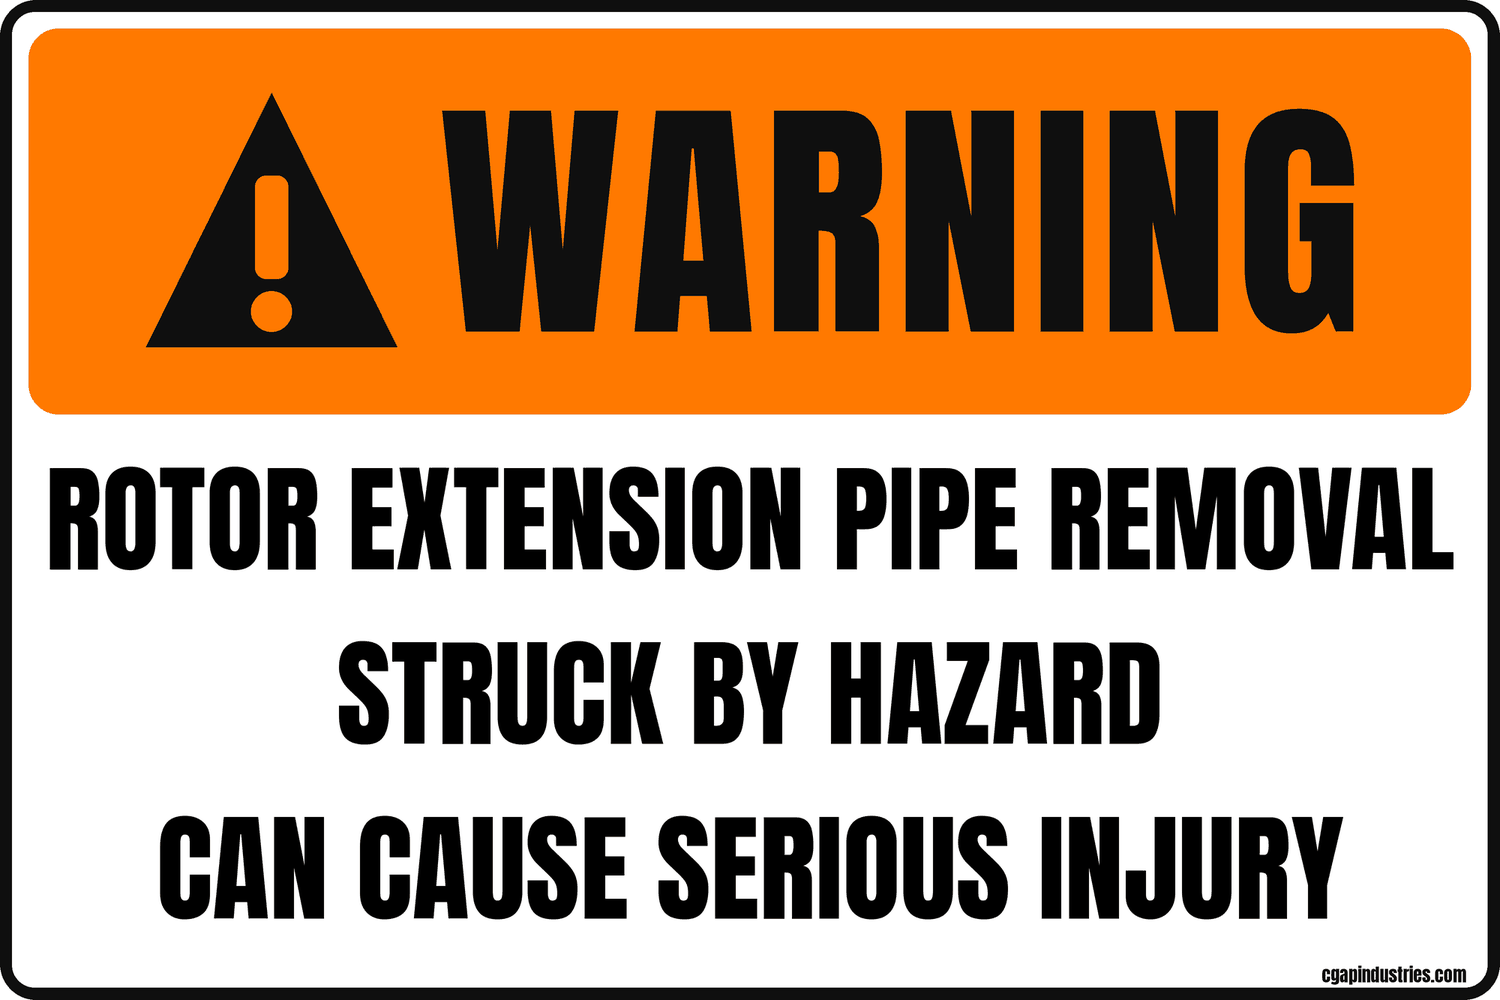 WARNING
ROTOR EXTENSION PIPE REMOVAL
STRUCK BY HAZARD
CAN CAUSE SERIOUS INJURY
cgapindustries.com